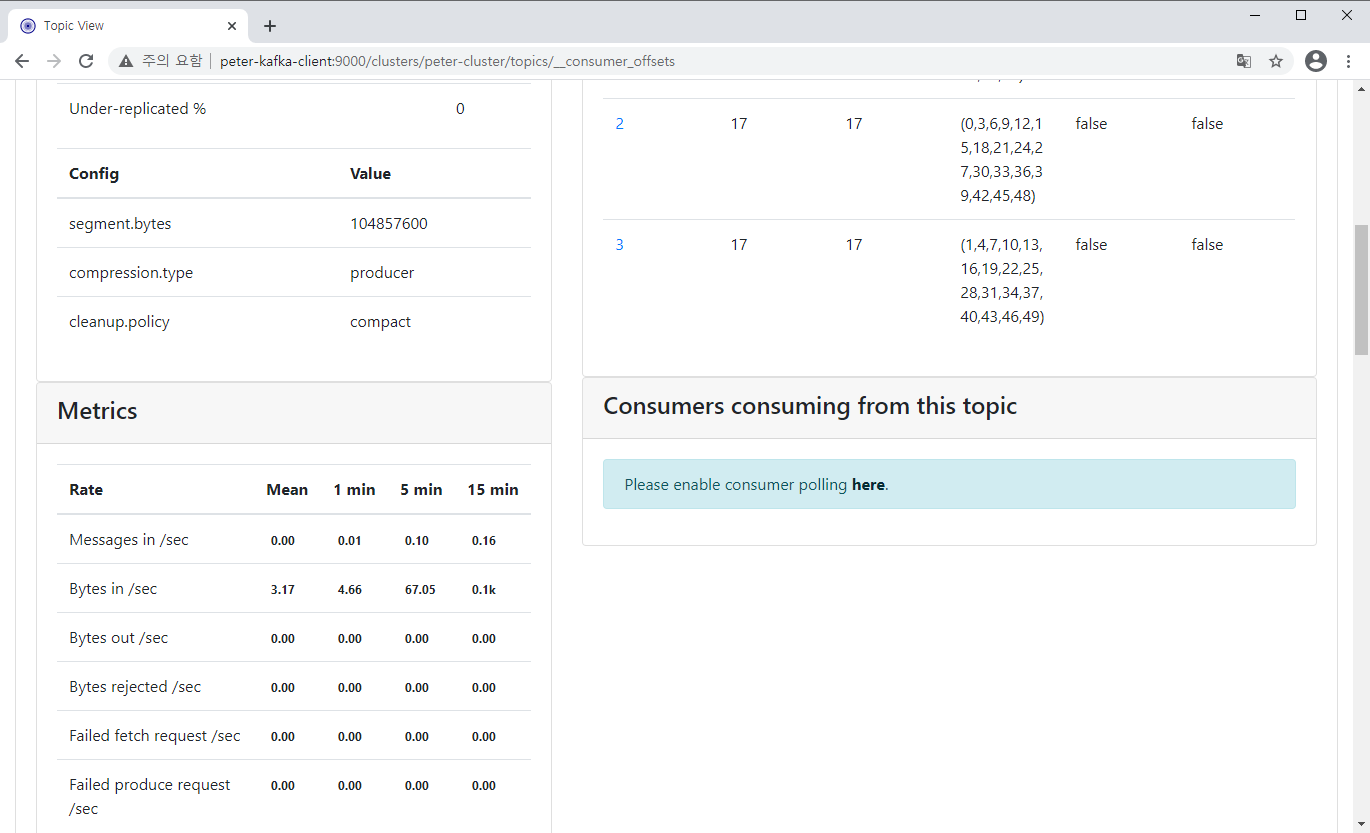 Topic View
주의 요함
peter-kafka-client:9000/clusters/peter-cluster/topics/__consumer_offsets
Under-replicated % 0
Config Value
segment.bytes 104857600
compression.type producer
cleanup.policy compact
Metrics
Rate Mean 1 min 5 min 15 min
Messages in /sec 0.00 0.01 0.10 0.16
Bytes in /sec 3.17 4.66 67.05 0.1k
Bytes out /sec 0.00 0.00 0.00 0.00
Bytes rejected /sec 0.00 0.00 0.00 0.00
Failed fetch request /sec 0.00 0.00 0.00 0.00
Failed produce request 0.00 0.00 0.00 0.00
/sec
2 17 17 (0,3,6,9,12,1 false false
5,18,21,24,2
7,30,33,36,3
9,42,45,48)
3 17 17 (1,4,7,10,13, false false
16,19,22,25,
28,31,34,37,
40,43,46,49)
Consumers consuming from this topic
Please enable consumer polling here.